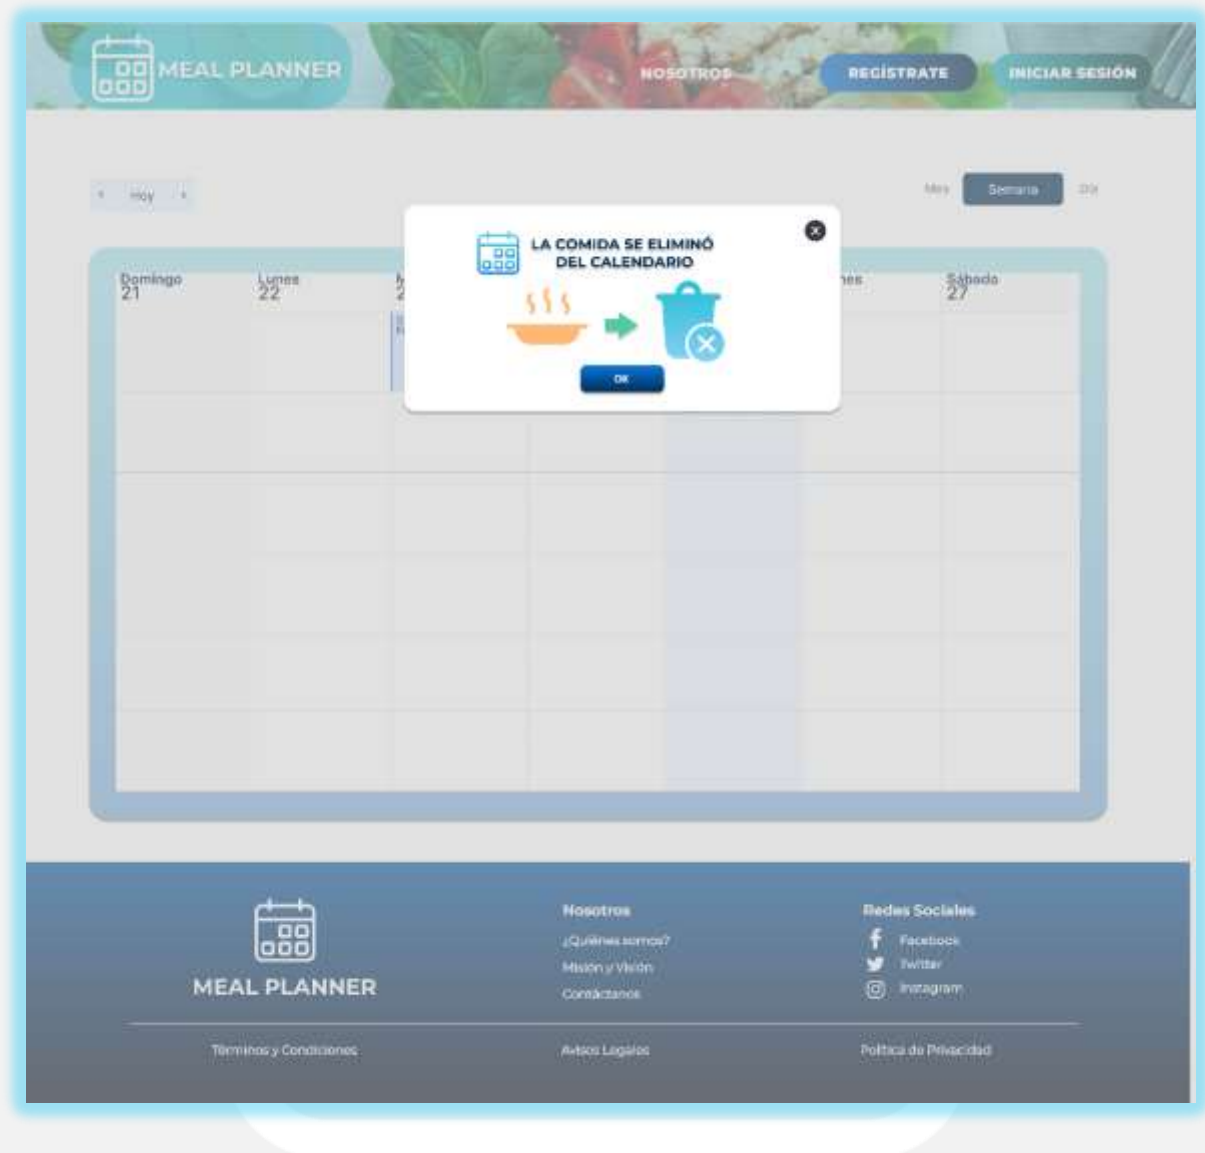 MEAL PLANNER
NOSOTROS
REGÍSTRATE
INICIAR SESIÓN
Hoy
Mes
Semana
Día
LA COMIDA SE ELIMINÓ
DEL CALENDARIO
OK
Domingo
21
Lunes
22
Sábado
27
MEAL PLANNER
Nosotros
¿Quiénes somos?
Misión y Visión
Contáctanos
Redes Sociales
Facebook
Twitter
Instagram
Términos y Condiciones
Avisos Legales
Política de Privacidad